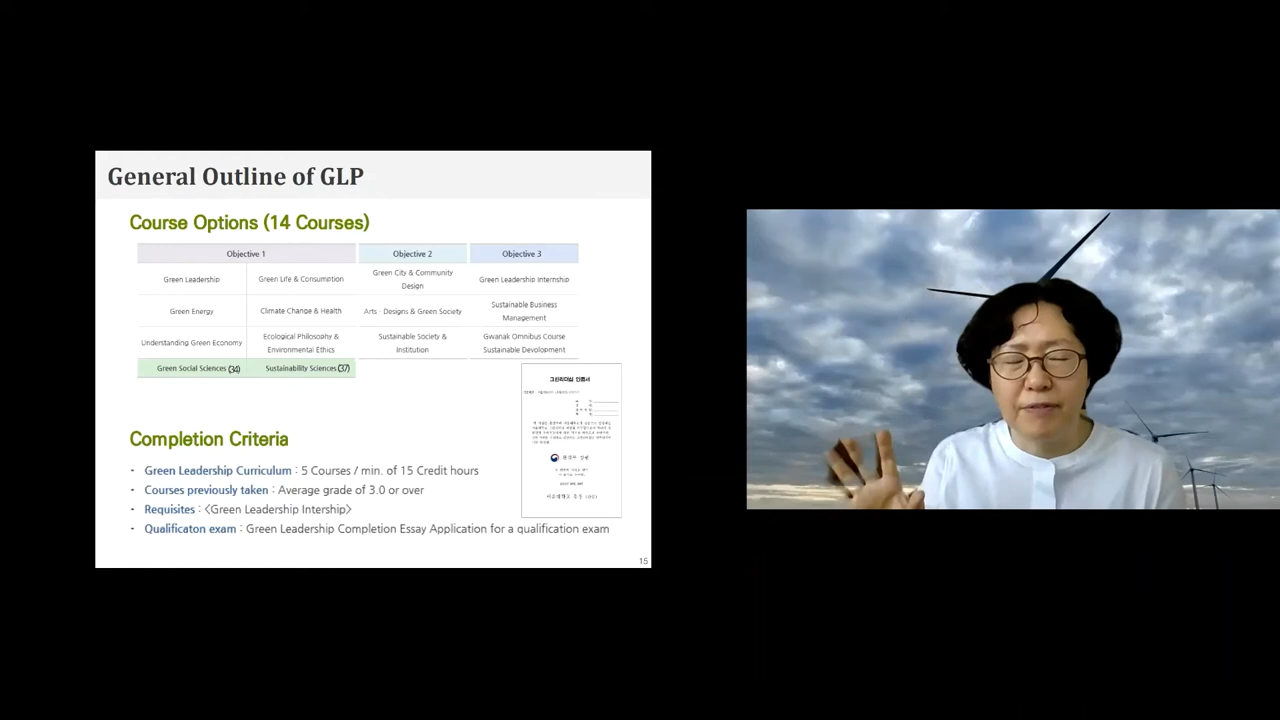 General Outline of GLP
Course Options (14 Courses)
Objective 1 Objective 2 Objective 3
Green Leadership Green Life & Consumtion Green City & Community Design Green Leadership Internship
Green Energy Climate Change & Health Arts · Designs & Green Society Sustainable Business Management
Understanding Green Economy Ecological Philosophy & Environmental Ethics Sustainable Society & Institution Gwanak Omnibus Course Sustainable Devolopment
Green Social Sciences (34) Sustainability Sciences (37)
그린리더십 인증서
Completion Criteria
· Green Leadership Curriculum : 5 Courses / min. of 15 Credit hours
· Courses previously taken : Average grade of 3.0 or over
· Requisites : <Green Leadership Intership>
· Qualificaton exam : Green Leadership Completion Essay Application for a qualification exam
15